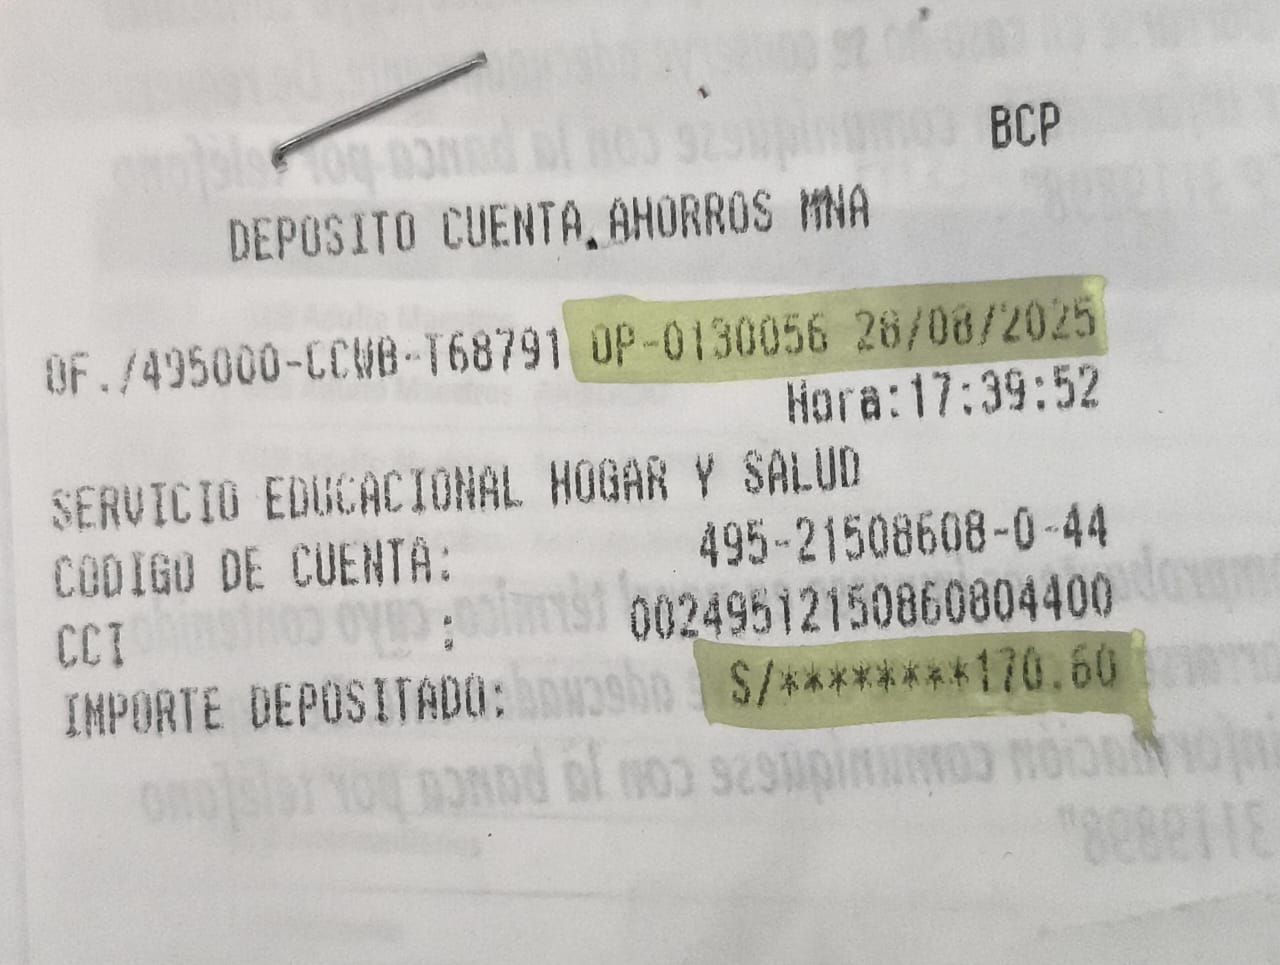 BCP
DEPOSITO CUENTA AHORROS MNA
OF./495000-CCWB-T68791 OP-0130056 28/08/2025
Hora:17:39:52
SERVICIO EDUCACIONAL HOGAR Y SALUD
CODIGO DE CUENTA: 495-21508608-0-44
CCI : 00249512150860804400
IMPORTE DEPOSITADO: S/********170.60